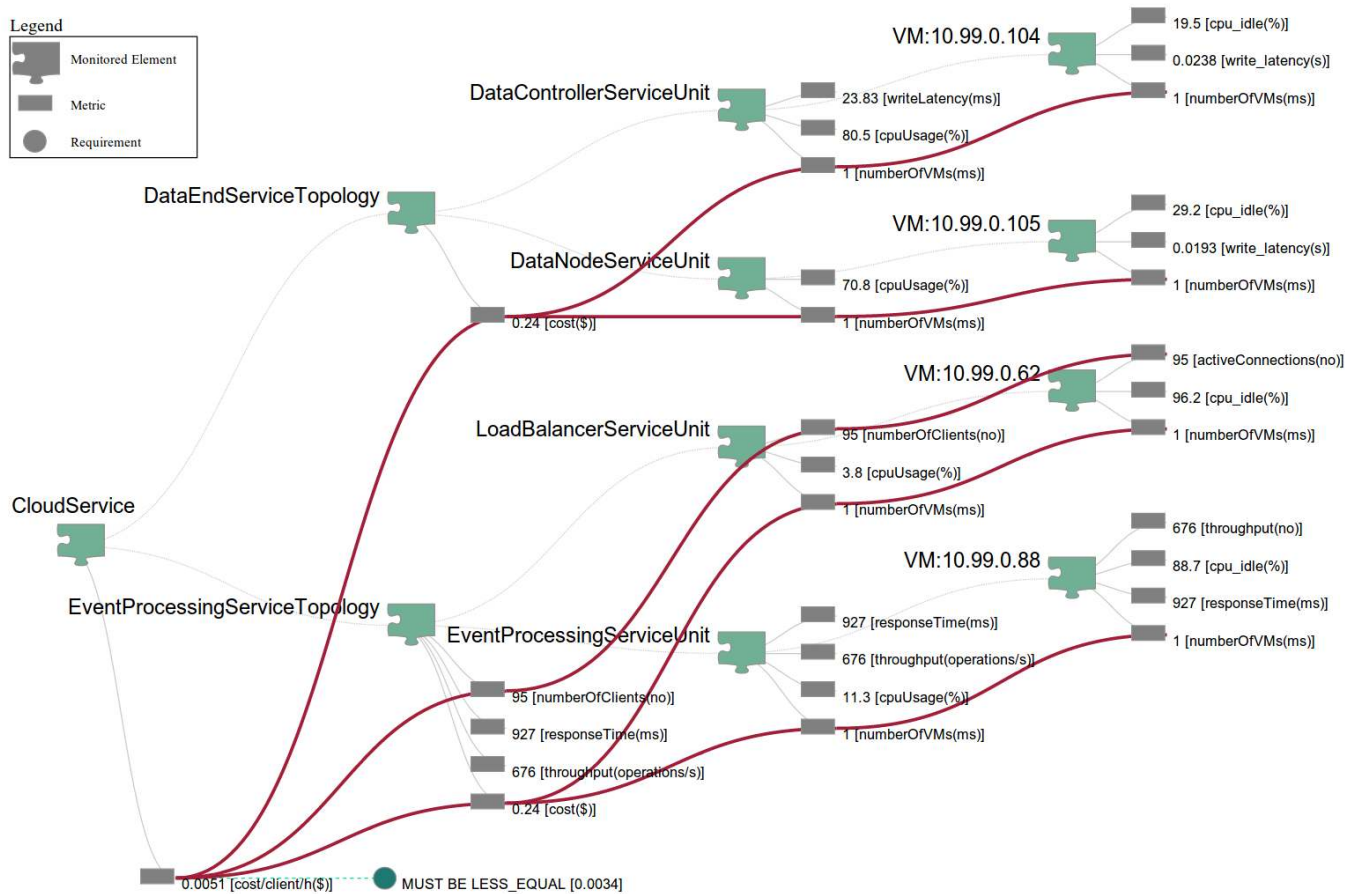 Legend
Monitored Element
Metric
Requirement
VM:10.99.0.104
19.5 [cpu_idle(%)]
0.0238 [write_latency(s)]
1 [numberOfVMs(ms)]
DataControllerServiceUnit
23.83 [writeLatency(ms)]
80.5 [cpuUsage(%)]
1 [numberOfVMs(ms)]
DataEndServiceTopology
0.24 [cost($)]
VM:10.99.0.105
29.2 [cpu_idle(%)]
0.0193 [write_latency(s)]
1 [numberOfVMs(ms)]
DataNodeServiceUnit
70.8 [cpuUsage(%)]
1 [numberOfVMs(ms)]
VM:10.99.0.62
95 [activeConnections(no)]
96.2 [cpu_idle(%)]
1 [numberOfVMs(ms)]
LoadBalancerServiceUnit
95 [numberOfClients(no)]
3.8 [cpuUsage(%)]
1 [numberOfVMs(ms)]
CloudService
VM:10.99.0.88
676 [throughput(no)]
88.7 [cpu_idle(%)]
927 [responseTime(ms)]
1 [numberOfVMs(ms)]
EventProcessingServiceTopology
EventProcessingServiceUnit
927 [responseTime(ms)]
676 [throughput(operations/s)]
11.3 [cpuUsage(%)]
1 [numberOfVMs(ms)]
95 [numberOfClients(no)]
927 [responseTime(ms)]
676 [throughput(operations/s)]
0.24 [cost($)]
0.0051 [cost/client/h($)]
MUST BE LESS_EQUAL [0.0034]